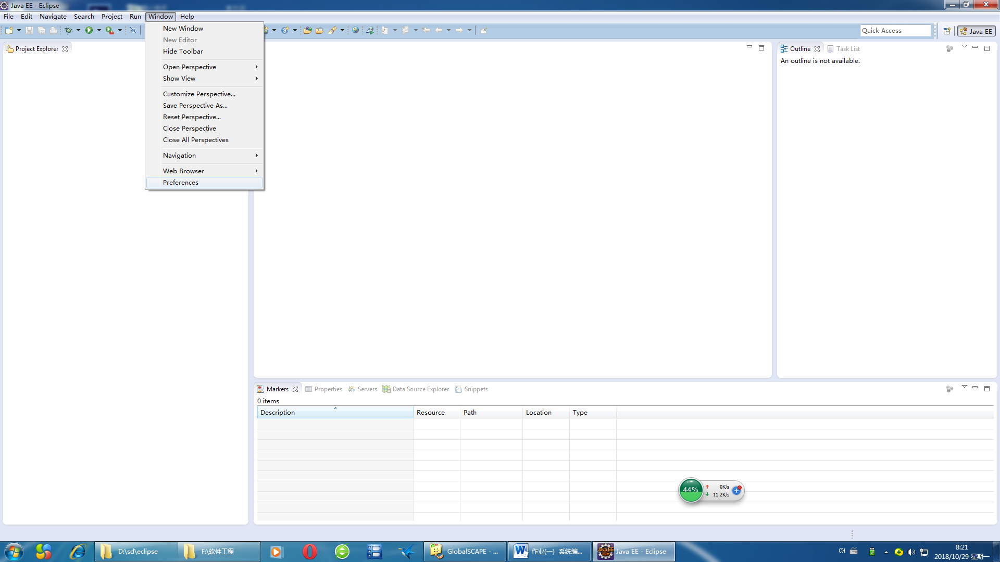 Java EE - Eclipse
File Edit Navigate Search Project Run Window Help
New Window
New Editor
Hide Toolbar
Open Perspective
Show View
Customize Perspective...
Save Perspective As...
Reset Perspective...
Close Perspective
Close All Perspectives
Navigation
Web Browser
Preferences
Quick Access
Java EE
Project Explorer
Outline Task List
An outline is not available.
Markers Properties Servers Data Source Explorer Snippets
0 items
Description Resource Path Location Type
44% 0K/s
11.2K/s
D:\sd\eclipse
F:\软件工程
GlobalSCAPE - ...
作业(一) 系统编...
Java EE - Eclipse
CH
8:21
2018/10/29 星期一